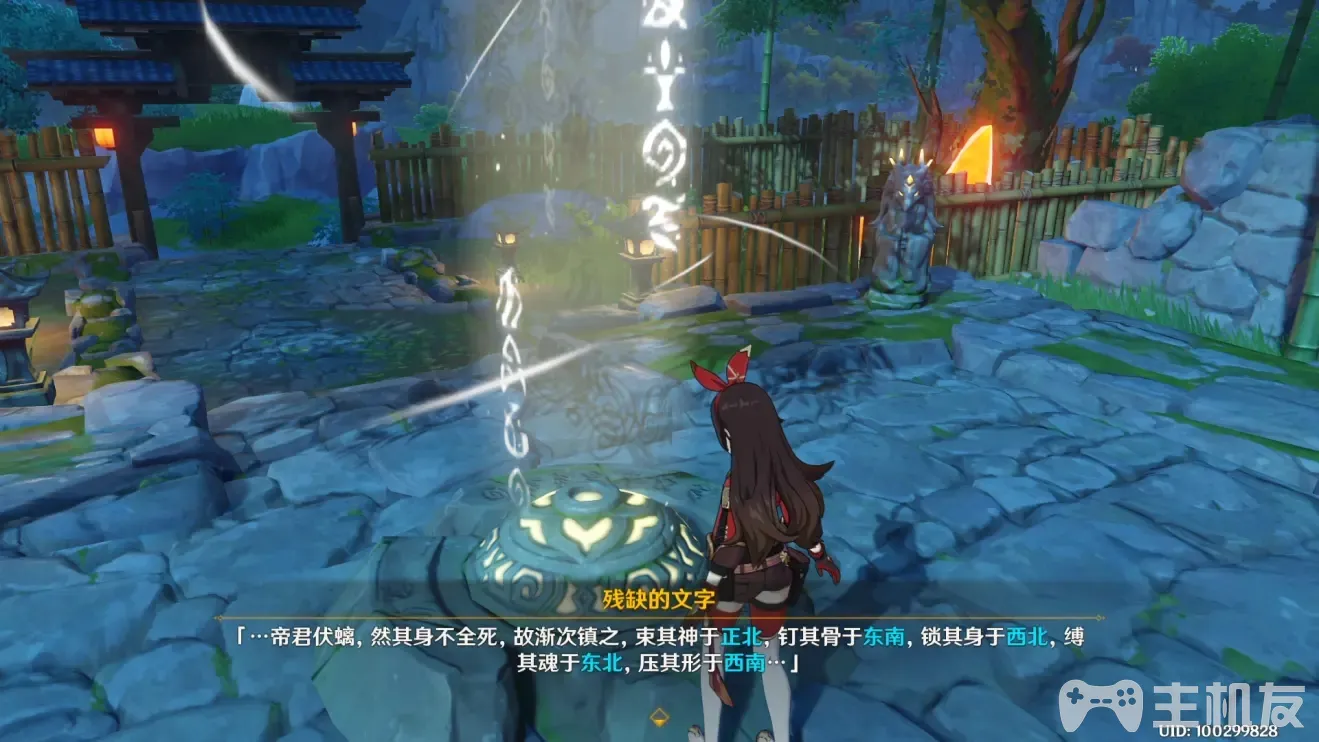 残缺的文字
「…帝君伏螭，然其身不全死，故渐次镇之，束其神于正北，钉其骨于东南，锁其身于西北，缚
其魂于东北，压其形于西南…」
主机友
UID: 100299828